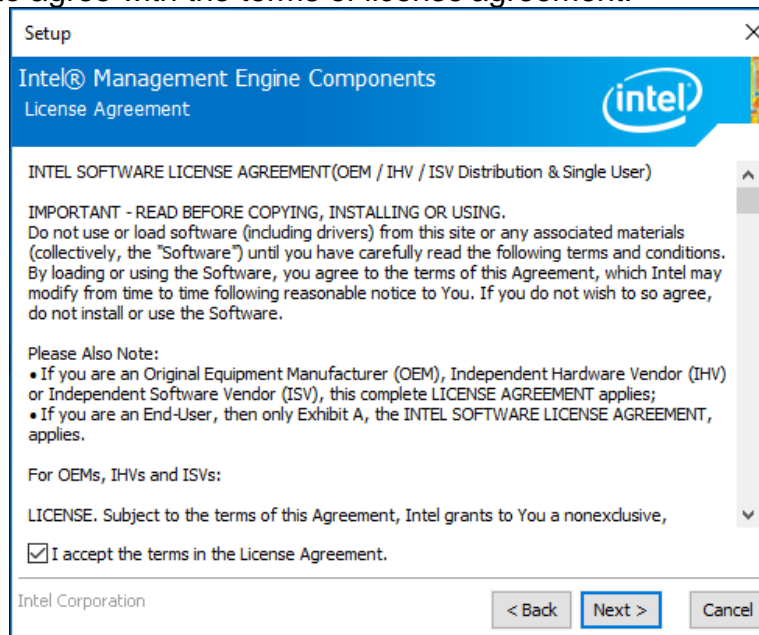 agree with the terms of license agreement.
Setup
Intel® Management Engine Components
License Agreement
intel
INTEL SOFTWARE LICENSE AGREEMENT(OEM / IHV / ISV Distribution & Single User)
IMPORTANT - READ BEFORE COPYING, INSTALLING OR USING.
Do not use or load software (including drivers) from this site or any associated materials
(collectively, the "Software") until you have carefully read the following terms and conditions.
By loading or using the Software, you agree to the terms of this Agreement, which Intel may
modify from time to time following reasonable notice to You. If you do not wish to so agree,
do not install or use the Software.
Please Also Note:
• If you are an Original Equipment Manufacturer (OEM), Independent Hardware Vendor (IHV)
or Independent Software Vendor (ISV), this complete LICENSE AGREEMENT applies;
• If you are an End-User, then only Exhibit A, the INTEL SOFTWARE LICENSE AGREEMENT,
applies.
For OEMs, IHVs and ISVs:
LICENSE. Subject to the terms of this Agreement, Intel grants to You a nonexclusive,
I accept the terms in the License Agreement.
Intel Corporation
< Back
Next >
Cancel